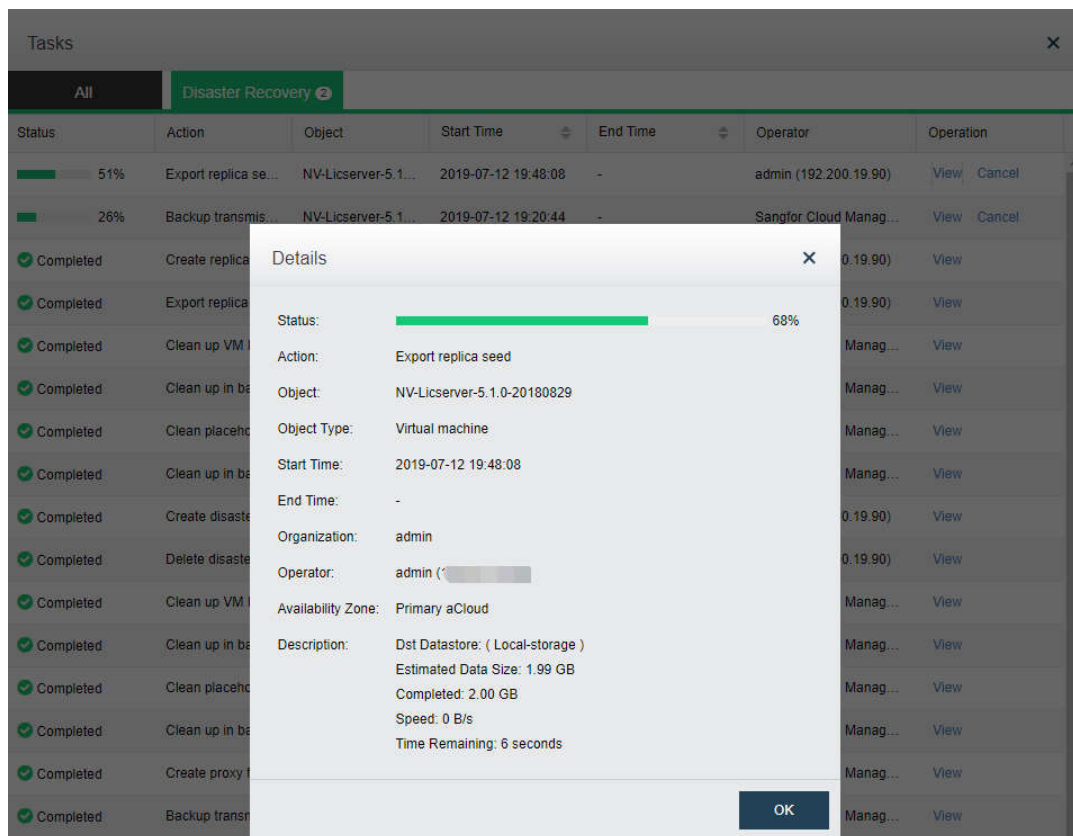 Tasks ×
All Disaster Recovery 2
Status Action Object Start Time End Time Operator Operation
51% Export replica se... NV-Licserver-5.1... 2019-07-12 19:48:08 - admin (192.200.19.90) View Cancel
26% Backup transmis... NV-Licserver-5.1... 2019-07-12 19:20:44 - Sangfor Cloud Manag... View Cancel
Completed Create replica 0.19.90) View
Completed Export replica 0.19.90) View
Completed Clean up VM Manag... View
Completed Clean up in ba Manag... View
Completed Clean placeho Manag... View
Completed Clean up in ba Manag... View
Completed Create disaste 0.19.90) View
Completed Delete disaste 0.19.90) View
Completed Clean up VM Manag... View
Completed Clean up in ba Manag... View
Completed Clean placeho Manag... View
Completed Clean up in ba Manag... View
Completed Create proxy f Manag... View
Completed Backup transm Manag... View
Details ×
Status: 68%
Action: Export replica seed
Object: NV-Licserver-5.1.0-20180829
Object Type: Virtual machine
Start Time: 2019-07-12 19:48:08
End Time: -
Organization: admin
Operator: admin (
Availability Zone: Primary aCloud
Description: Dst Datastore: ( Local-storage )
Estimated Data Size: 1.99 GB
Completed: 2.00 GB
Speed: 0 B/s
Time Remaining: 6 seconds
OK